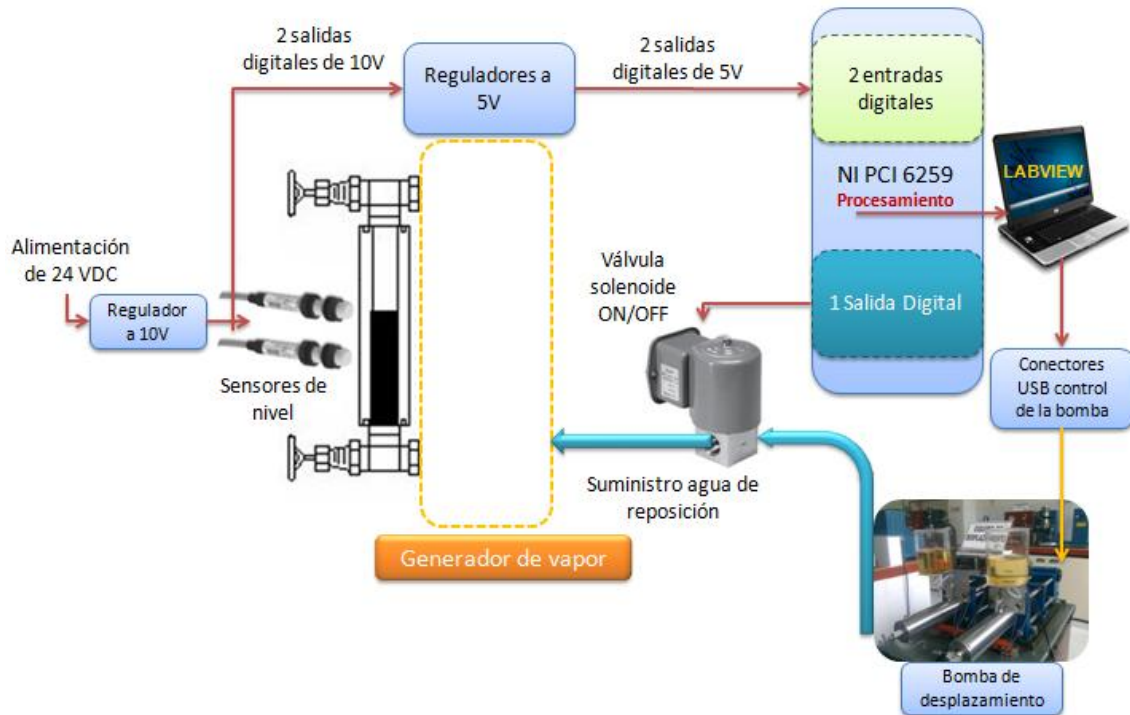 2 salidas
digitales de 10V
Reguladores a
5V
2 salidas
digitales de 5V
2 entradas
digitales
NI PCI 6259
Procesamiento
LABVIEW
Alimentación
de 24 VDC
Regulador
a 10V
Sensores de
nivel
Válvula
solenoide
ON/OFF
1 Salida Digital
Conectores
USB control
de la bomba
Suministro agua de
reposición
Generador de vapor
Bomba de
desplazamiento